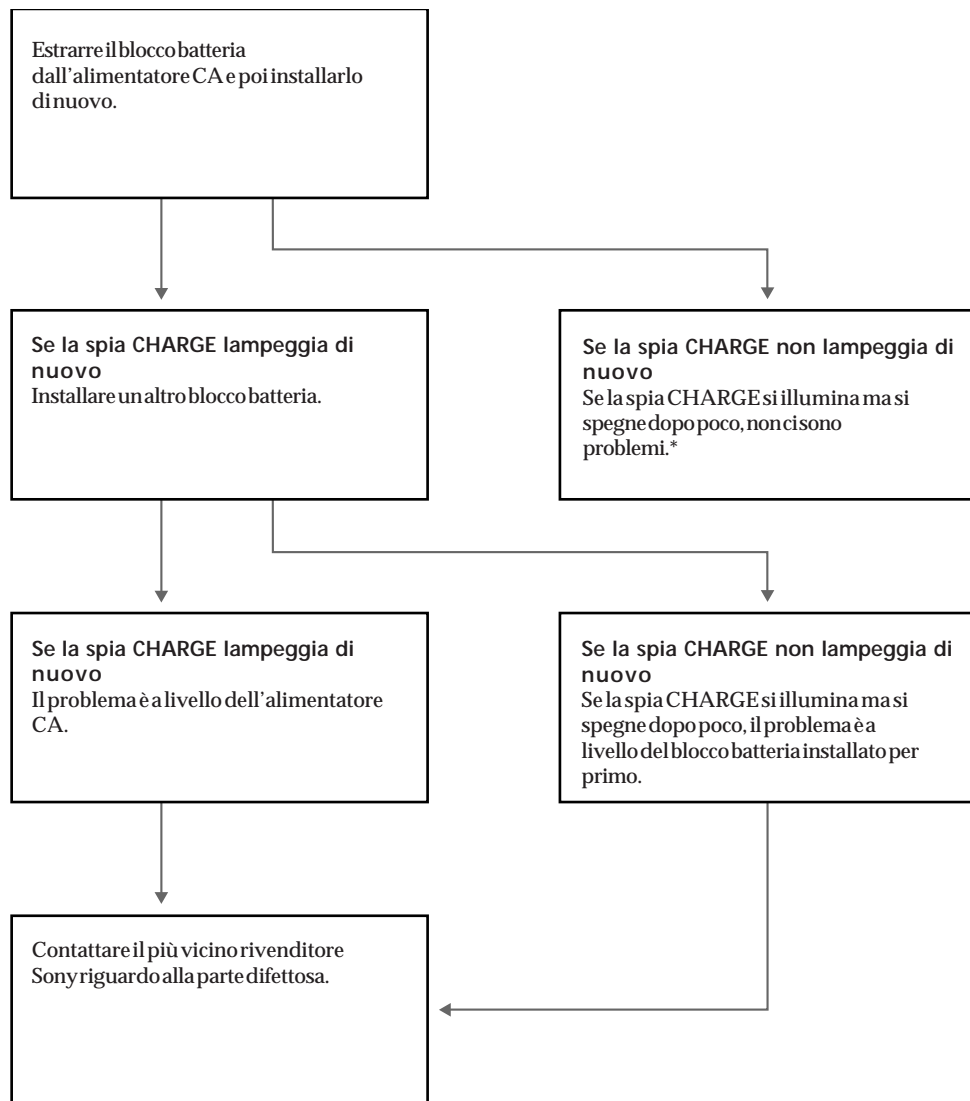 Estrarre il blocco batteria
dall'alimentatore CA e poi installarlo
di nuovo.
Se la spia CHARGE lampeggia di
nuovo
Installare un altro blocco batteria.
Se la spia CHARGE non lampeggia di
nuovo
Se la spia CHARGE si illumina ma si
spegne dopo poco, non ci sono
problemi.*
Se la spia CHARGE lampeggia di
nuovo
Il problema è a livello dell'alimentatore
CA.
Se la spia CHARGE non lampeggia di
nuovo
Se la spia CHARGE si illumina ma si
spegne dopo poco, il problema è a
livello del blocco batteria installato per
primo.
Contattare il più vicino rivenditore
Sony riguardo alla parte difettosa.